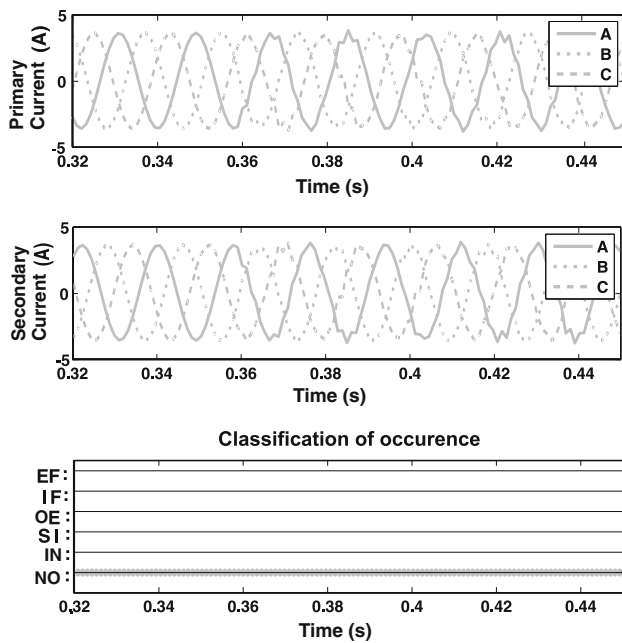 5
0
-5
0.32 0.34 0.36 0.38 0.4 0.42 0.44
Primary
Current (A)
Time (s)
A
B
C
5
0
-5
0.32 0.34 0.36 0.38 0.4 0.42 0.44
Secondary
Current (A)
Time (s)
A
B
C
Classification of occurence
EF:
IF:
OE:
SI:
IN:
NO:
0.32 0.34 0.36 0.38 0.4 0.42 0.44
Time (s)